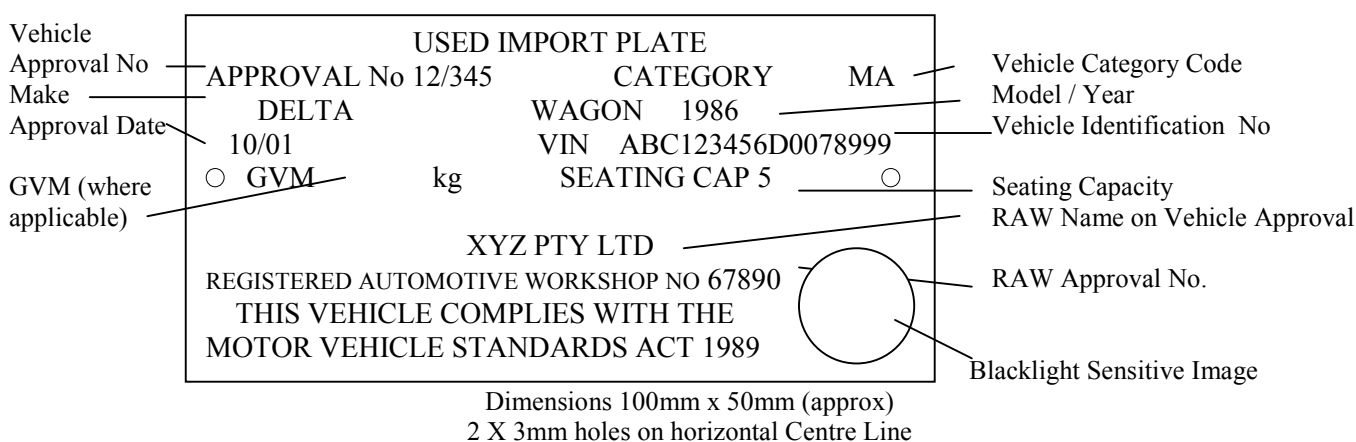 Vehicle
Approval No
Make
Approval Date
GVM (where
applicable)
USED IMPORT PLATE
APPROVAL No 12/345 CATEGORY MA
DELTA WAGON 1986
10/01 VIN ABC123456D0078999
GVM kg SEATING CAP 5
XYZ PTY LTD
REGISTERED AUTOMOTIVE WORKSHOP NO 67890
THIS VEHICLE COMPLIES WITH THE
MOTOR VEHICLE STANDARDS ACT 1989
Vehicle Category Code
Model / Year
Vehicle Identification No
Seating Capacity
RAW Name on Vehicle Approval
RAW Approval No.
Blacklight Sensitive Image
Dimensions 100mm x 50mm (approx)
2 X 3mm holes on horizontal Centre Line